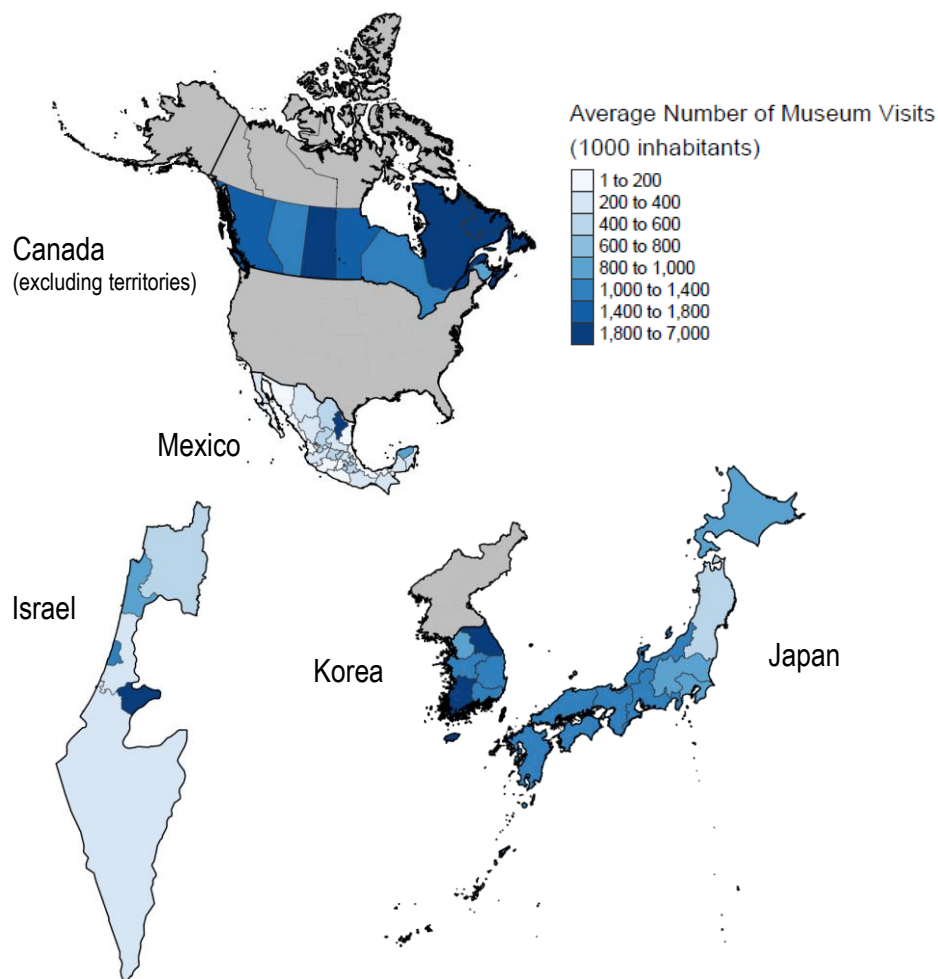 Average Number of Museum Visits
(1000 inhabitants)
1 to 200
200 to 400
400 to 600
600 to 800
800 to 1,000
1,000 to 1,400
1,400 to 1,800
1,800 to 7,000
Canada
(excluding territories)
Mexico
Israel
Korea
Japan